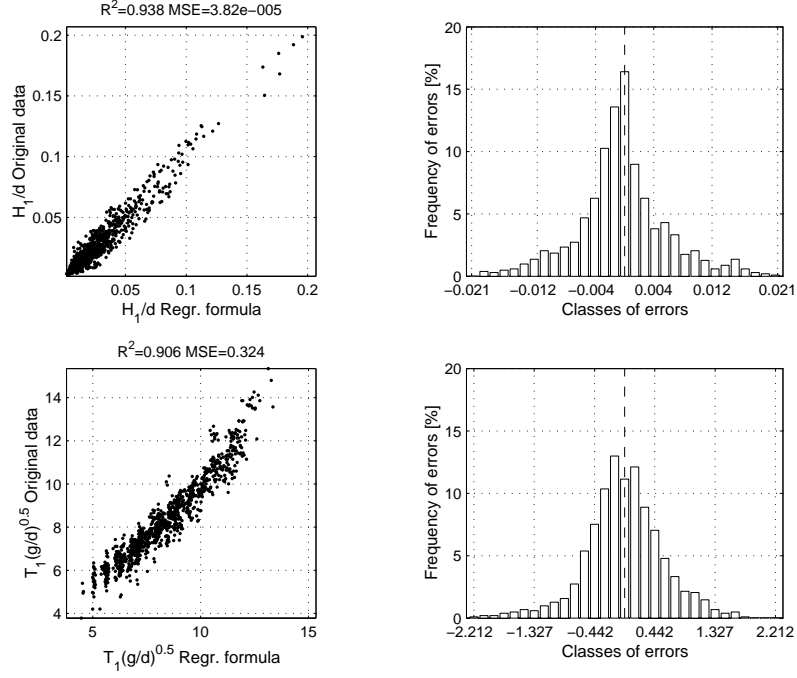 R²=0.938 MSE=3.82e−005
H₁/d Original data
0.2
0.15
0.1
0.05
0.05 0.1 0.15 0.2
H₁/d Regr. formula
Frequency of errors [%]
20
15
10
5
0
−0.021 −0.012 −0.004 0.004 0.012 0.021
Classes of errors
R²=0.906 MSE=0.324
T₁(g/d)^0.5 Original data
14
12
10
8
6
4
5 10 15
T₁(g/d)^0.5 Regr. formula
Frequency of errors [%]
20
15
10
5
0
−2.212 −1.327 −0.442 0.442 1.327 2.212
Classes of errors